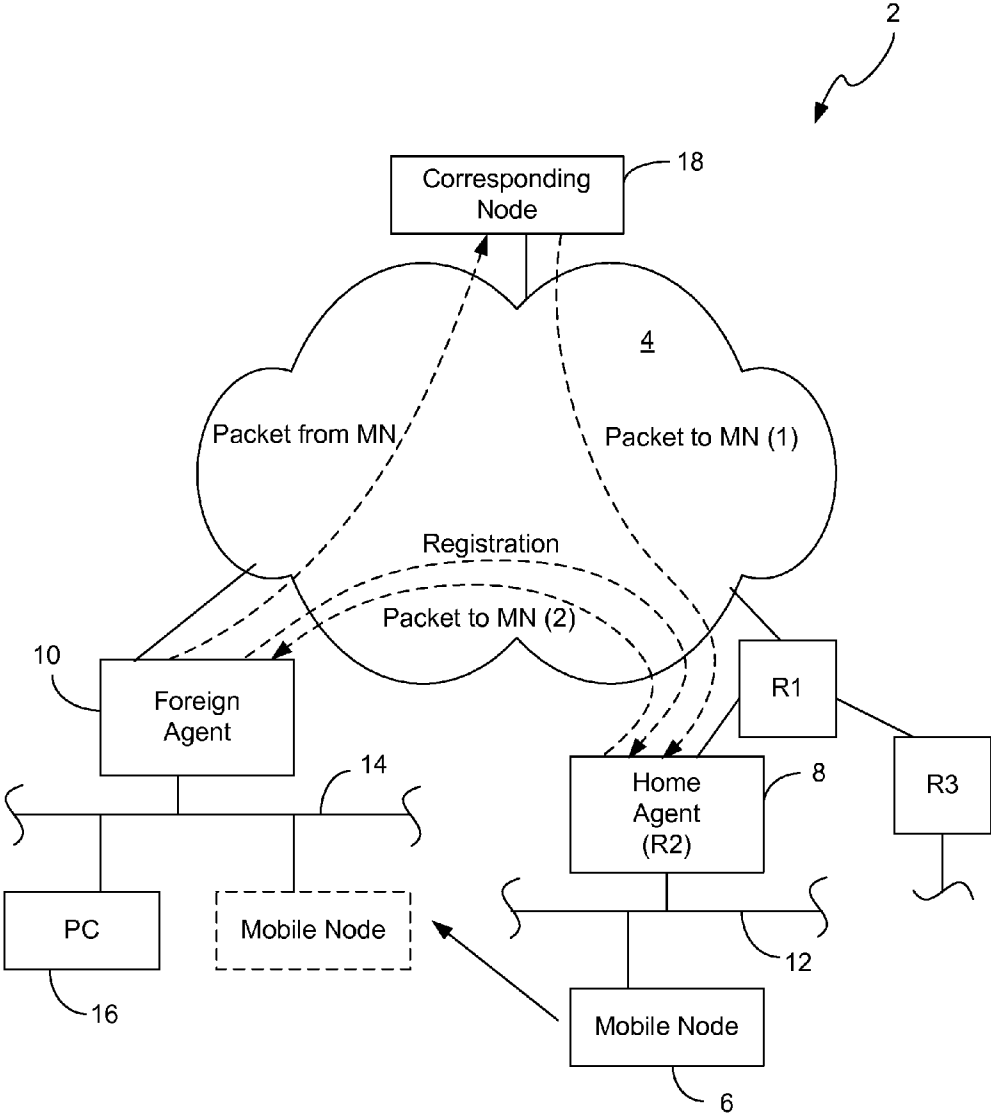 2
Corresponding
Node
18
4
Packet from MN
Packet to MN (1)
Registration
Packet to MN (2)
10
Foreign
Agent
R1
14
Home
Agent
(R2)
8
R3
PC
Mobile Node
12
16
Mobile Node
6